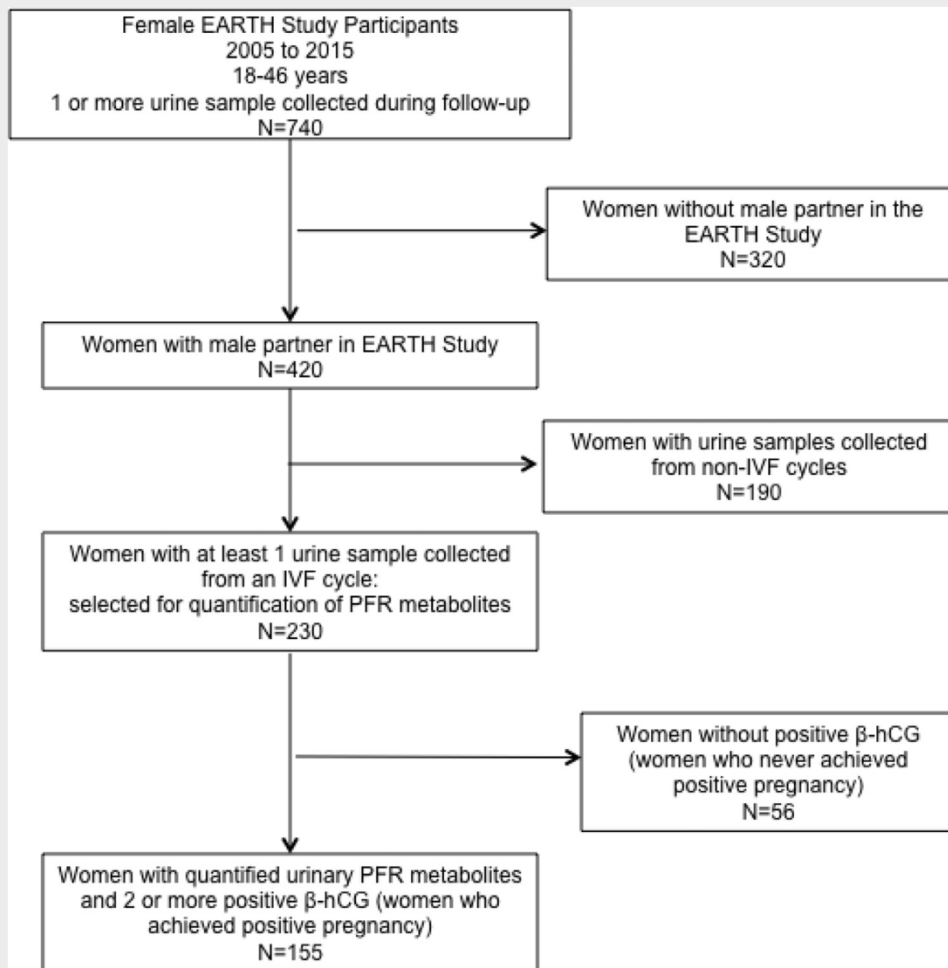 Female EARTH Study Participants
2005 to 2015
18-46 years
1 or more urine sample collected during follow-up
N=740
Women without male partner in the
EARTH Study
N=320
Women with male partner in EARTH Study
N=420
Women with urine samples collected
from non-IVF cycles
N=190
Women with at least 1 urine sample collected
from an IVF cycle:
selected for quantification of PFR metabolites
N=230
Women without positive β-hCG
(women who never achieved
positive pregnancy)
N=56
Women with quantified urinary PFR metabolites
and 2 or more positive β-hCG (women who
achieved positive pregnancy)
N=155